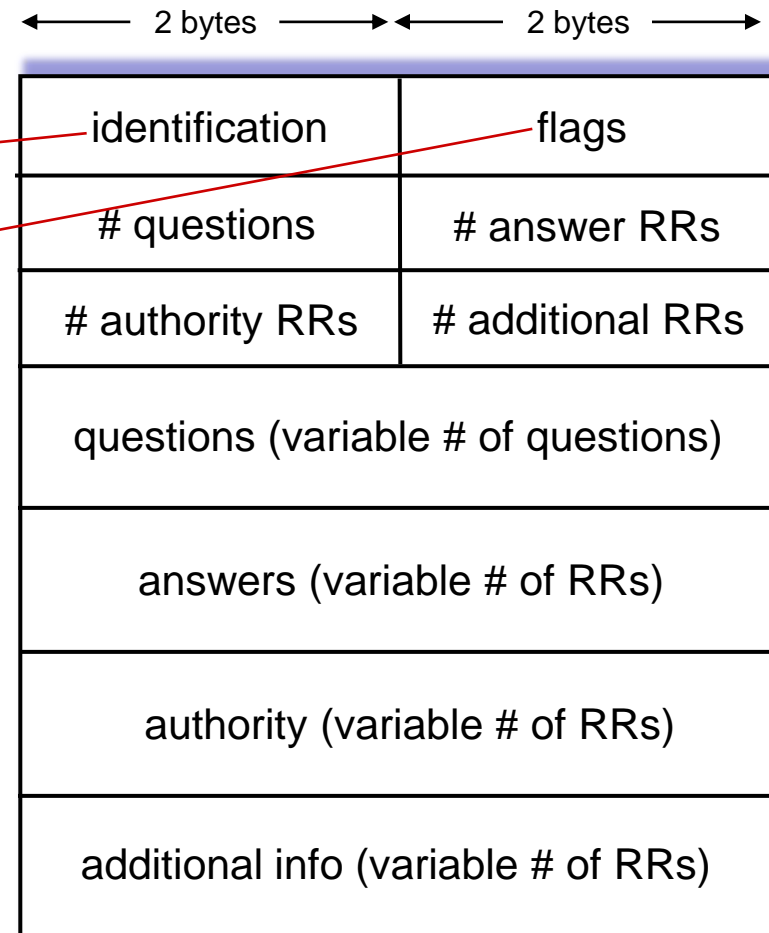 2 bytes 2 bytes
identification flags
# questions # answer RRs
# authority RRs # additional RRs
questions (variable # of questions)
answers (variable # of RRs)
authority (variable # of RRs)
additional info (variable # of RRs)